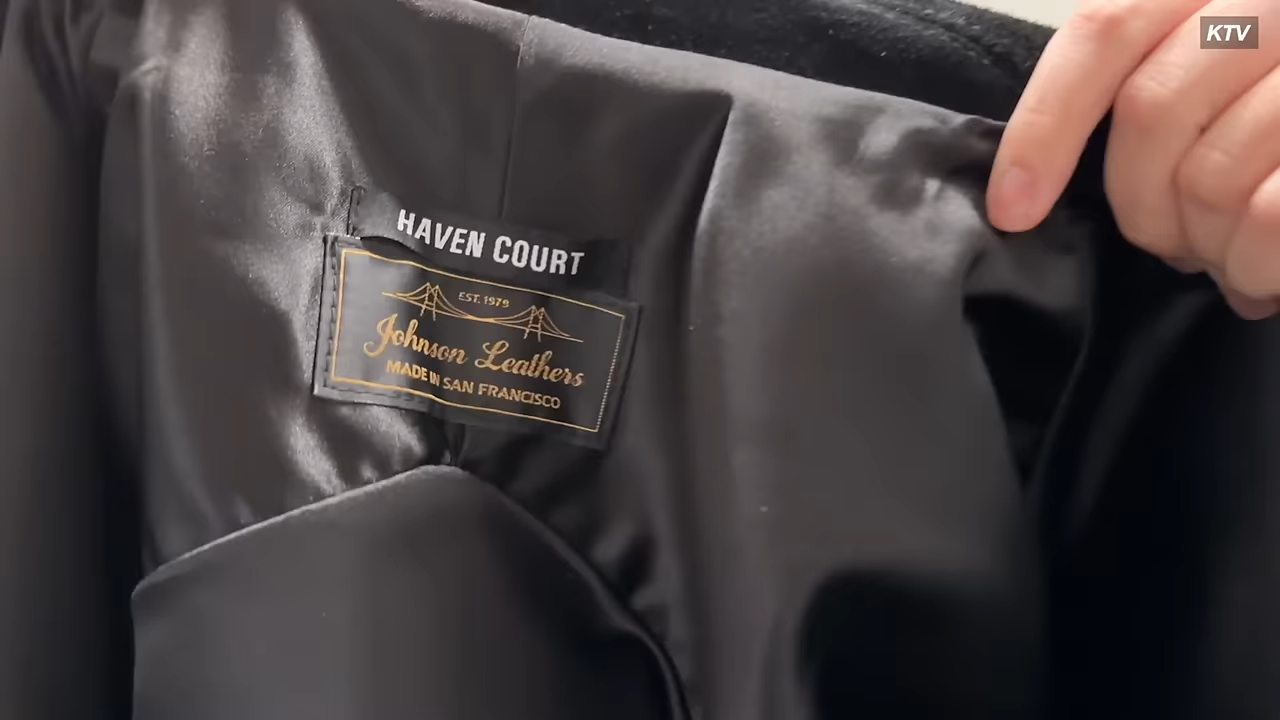 KTV
HAVEN COURT
EST. 1979
Johnson Leathers
MADE IN SAN FRANCISCO